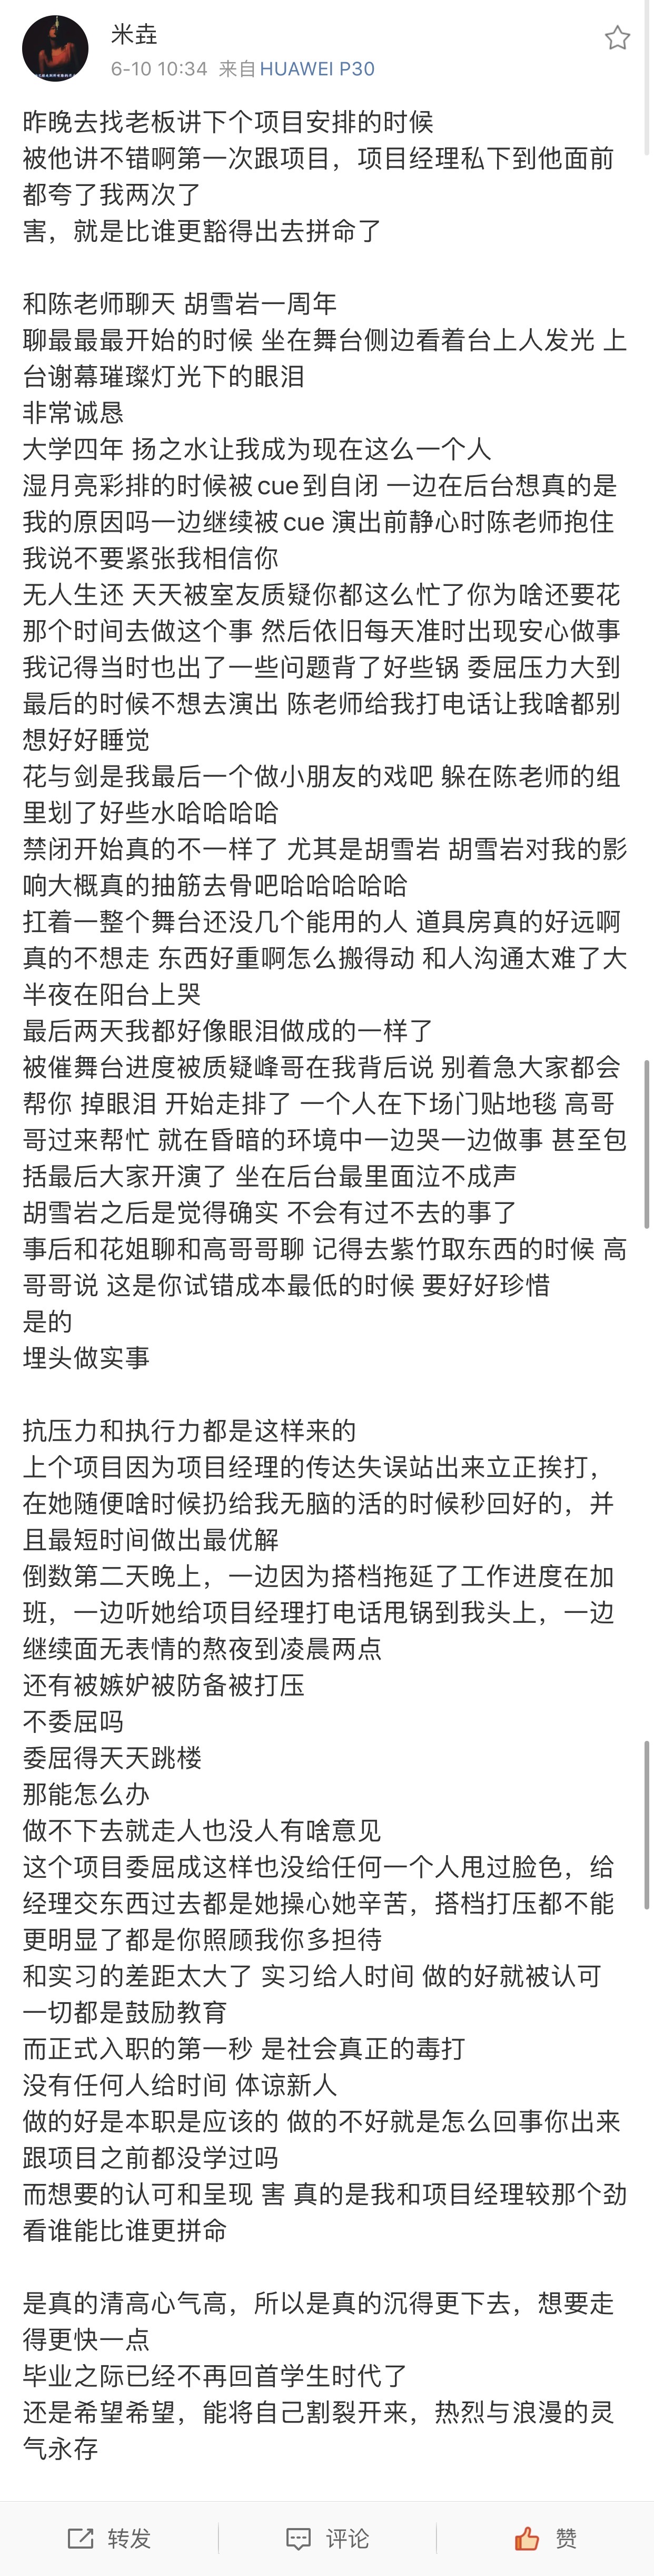 米垚
6-10 10:34 来自 HUAWEI P30
昨晚去找老板讲下个项目安排的时候
被他讲不错啊第一次跟项目，项目经理私下到他面前
都夸了我两次了
害，就是比谁更豁得出去拼命了
和陈老师聊天 胡雪岩一周年
聊最最最开始的时候 坐在舞台侧边看着台上人发光 上
台谢幕璀璨灯光下的眼泪
非常诚恳
大学四年 扬之水让我成为现在这么一个人
湿月亮彩排的时候被cue到自闭 一边在后台想真的是
我的原因吗一边继续被cue 演出前静心时陈老师抱住
我说不要紧张我相信你
无人生还 天天被室友质疑你都这么忙了你为啥还要花
那个时间去做这个事 然后依旧每天准时出现安心做事
我记得当时也出了一些问题背了好些锅 委屈压力大到
最后的时候不想去演出 陈老师给我打电话让我啥都别
想好好睡觉
花与剑是我最后一个做小朋友的戏吧 躲在陈老师的组
里划了好些水哈哈哈哈
禁闭开始真的不一样了 尤其是胡雪岩 胡雪岩对我的影
响大概真的抽筋去骨吧哈哈哈哈哈
扛着一整个舞台还没几个能用的人 道具房真的好远啊
真的不想走 东西好重啊怎么搬得动 和人沟通太难了大
半夜在阳台上哭
最后两天我都好像眼泪做成的一样了
被催舞台进度被质疑峰哥在我背后说 别着急大家都会
帮你 掉眼泪 开始走排了 一个人在下场门贴地毯 高哥
哥过来帮忙 就在昏暗的环境中一边哭一边做事 甚至包
括最后大家开演了 坐在后台最里面泣不成声
胡雪岩之后是觉得确实 不会有过不去的事了
事后和花姐聊和高哥哥聊 记得去紫竹取东西的时候 高
哥哥说 这是你试错成本最低的时候 要好好珍惜
是的
埋头做实事
抗压力和执行力都是这样来的
上个项目因为项目经理的传达失误站出来立正挨打，
在她随便啥时候扔给我无脑的活的时候秒回好的，并
且最短时间做出最优解
倒数第二天晚上，一边因为搭档拖延了工作进度在加
班，一边听她给项目经理打电话甩锅到我头上，一边
继续面无表情的熬夜到凌晨两点
还有被嫉妒被防备被打压
不委屈吗
委屈得天天跳楼
那能怎么办
做不下去就走人也没人有啥意见
这个项目委屈成这样也没给任何一个人甩过脸色，给
经理交东西过去都是她操心她辛苦，搭档打压都不能
更明显了都是你照顾我你多担待
和实习的差距太大了 实习给人时间 做的好就被认可
一切都是鼓励教育
而正式入职的第一秒 是社会真正的毒打
没有任何人给时间 体谅新人
做的好是本职是应该的 做的不好就是怎么回事你出来
跟项目之前都没学过吗
而想要的认可和呈现 害 真的是我和项目经理较那个劲
看谁能比谁更拼命
是真的清高心气高，所以是真的沉得更下去，想要走
得更快一点
毕业之际已经不再回首学生时代了
还是希望希望，能将自己割裂开来，热烈与浪漫的灵
气永存
转发 评论 赞